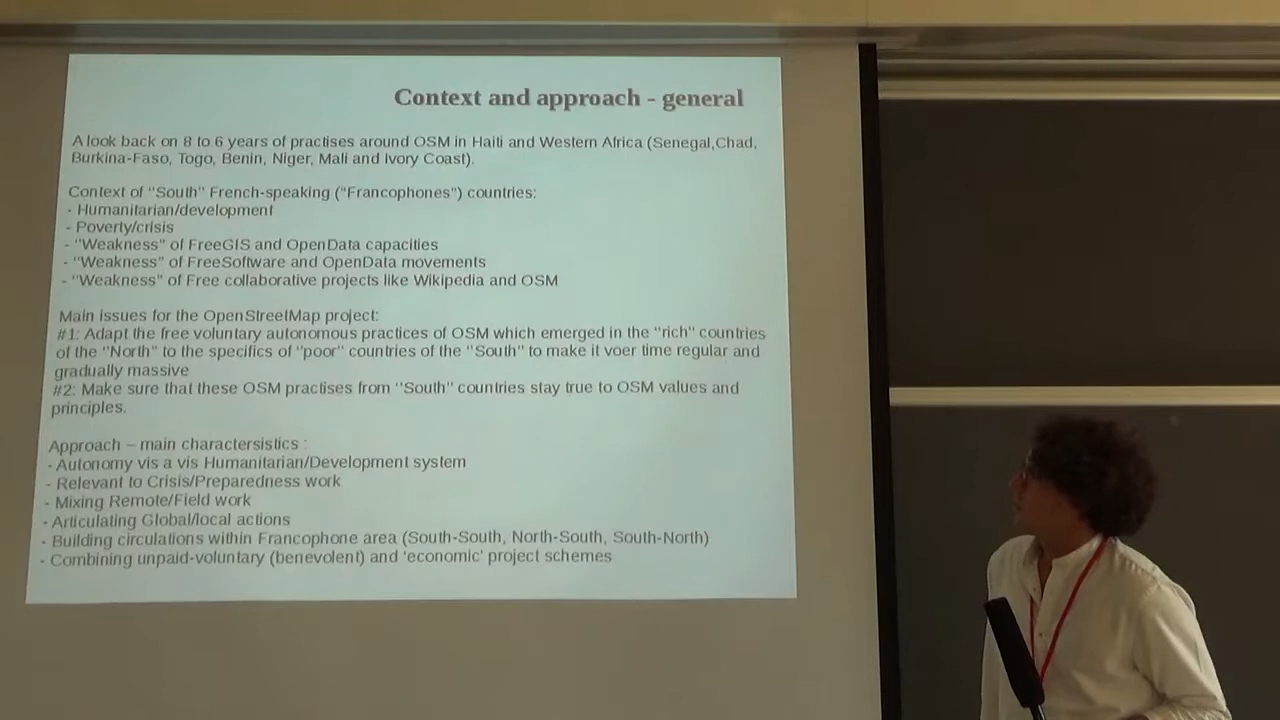 Context and approach - general
A look back on 8 to 6 years of practises around OSM in Haiti and Western Africa (Senegal,Chad,
Burkina-Faso, Togo, Benin, Niger, Mali and Ivory Coast).
Context of "South" French-speaking ("Francophones") countries:
- Humanitarian/development
- Poverty/crisis
- "Weakness" of FreeGIS and OpenData capacities
- "Weakness" of FreeSoftware and OpenData movements
- "Weakness" of Free collaborative projects like Wikipedia and OSM
Main issues for the OpenStreetMap project:
#1: Adapt the free voluntary autonomous practices of OSM which emerged in the "rich" countries
of the "North" to the specifics of "poor" countries of the "South" to make it voer time regular and
gradually massive
#2: Make sure that these OSM practises from "South" countries stay true to OSM values and
principles.
Approach – main charactersistics :
- Autonomy vis a vis Humanitarian/Development system
- Relevant to Crisis/Preparedness work
- Mixing Remote/Field work
- Articulating Global/local actions
- Building circulations within Francophone area (South-South, North-South, South-North)
- Combining unpaid-voluntary (benevolent) and 'economic' project schemes